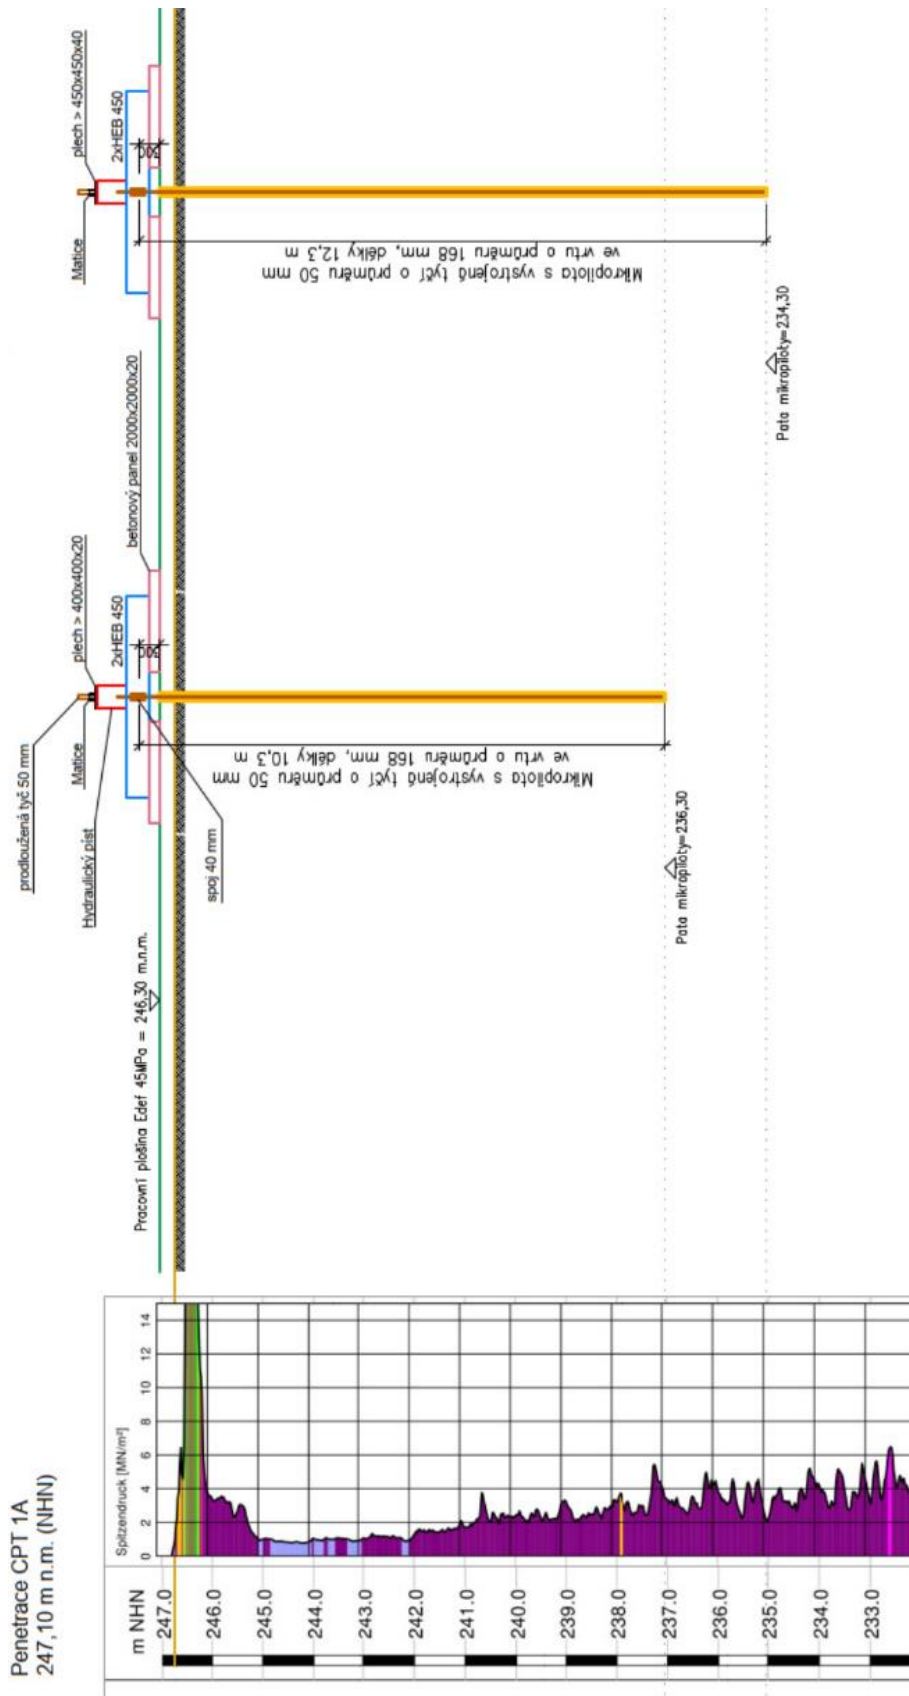 Penetrace CPT 1A
247,10 m n.m. (NHN)
m NHN
247.0
246.0
245.0
244.0
243.0
242.0
241.0
240.0
239.0
238.0
237.0
236.0
235.0
234.0
233.0
Spitzendruck [MN/m²]
0
2
4
6
8
10
12
14
Pracovní plošina Edef 45MPa = 246,30 m.n.m.
prodloužená tyč 50 mm
Hydraulický píst
Matice
plech > 400x400x20
2xHEB 450
300
spoj 40 mm
betonový panel 2000x2000x20
Mikropilota s vystrojená tyčí o průměru 50 mm
ve vrtu o průměru 168 mm, délky 10,3 m
Pata mikropiloty=236,30
Matice
plech > 450x450x40
2xHEB 450
300
Mikropilota s vystrojená tyčí o průměru 50 mm
ve vrtu o průměru 168 mm, délky 12,3 m
Pata mikropiloty=234,30